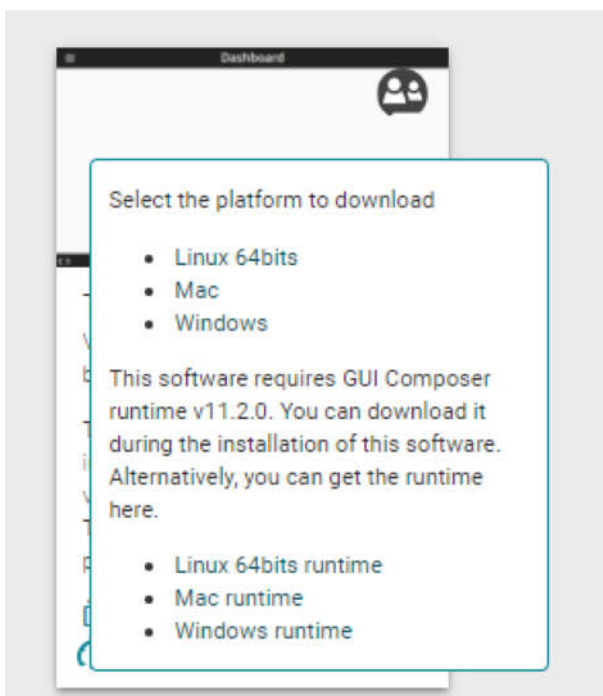 Dashboard
Select the platform to download
Linux 64bits
Mac
Windows
This software requires GUI Composer
runtime v11.2.0. You can download it
during the installation of this software.
Alternatively, you can get the runtime
here.
Linux 64bits runtime
Mac runtime
Windows runtime